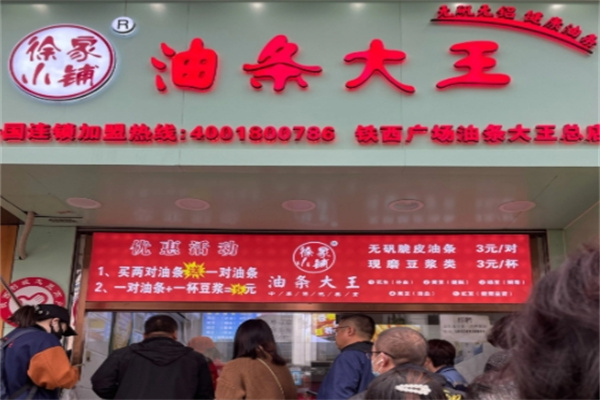 徐家小铺®
油条大王
无矾无铝 健康油条
全国连锁加盟热线:4001800786 铁西广场油条大王总店
优惠活动
1、买两对油条送一对油条
2、一对油条+一杯豆浆=元
徐家小铺
油条大王
无矾脆皮油条 3元/对
现磨豆浆类 3元/杯